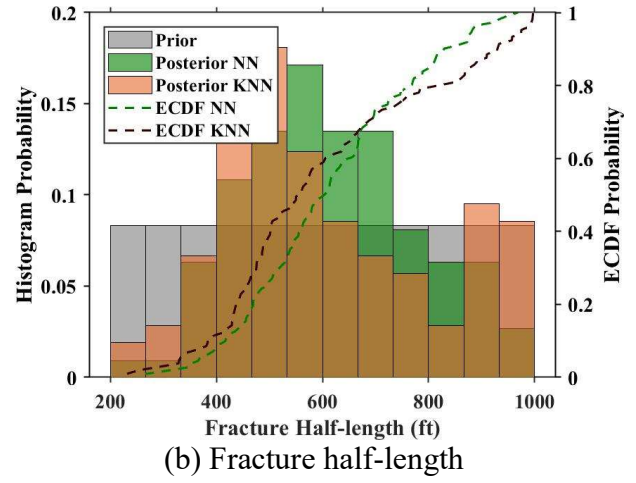 0.2
0.15
0.1
0.05
0
Histogram Probability
Prior
Posterior NN
Posterior KNN
ECDF NN
ECDF KNN
1
0.8
0.6
0.4
0.2
0
ECDF Probability
200 400 600 800 1000
Fracture Half-length (ft)
(b) Fracture half-length